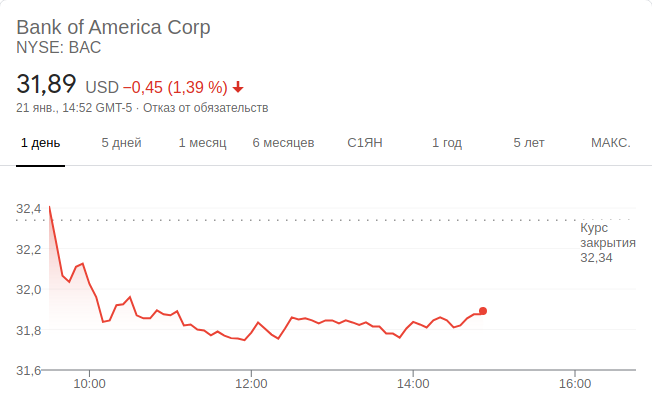 Bank of America Corp
NYSE: BAC
31,89 USD −0,45 (1,39 %)
21 янв., 14:52 GMT-5 · Отказ от обязательств
1 день 5 дней 1 месяц 6 месяцев С1ЯН 1 год 5 лет МАКС.
32,4
Курс
закрытия
32,34
32,2
32,0
31,8
31,6
10:00 12:00 14:00 16:00